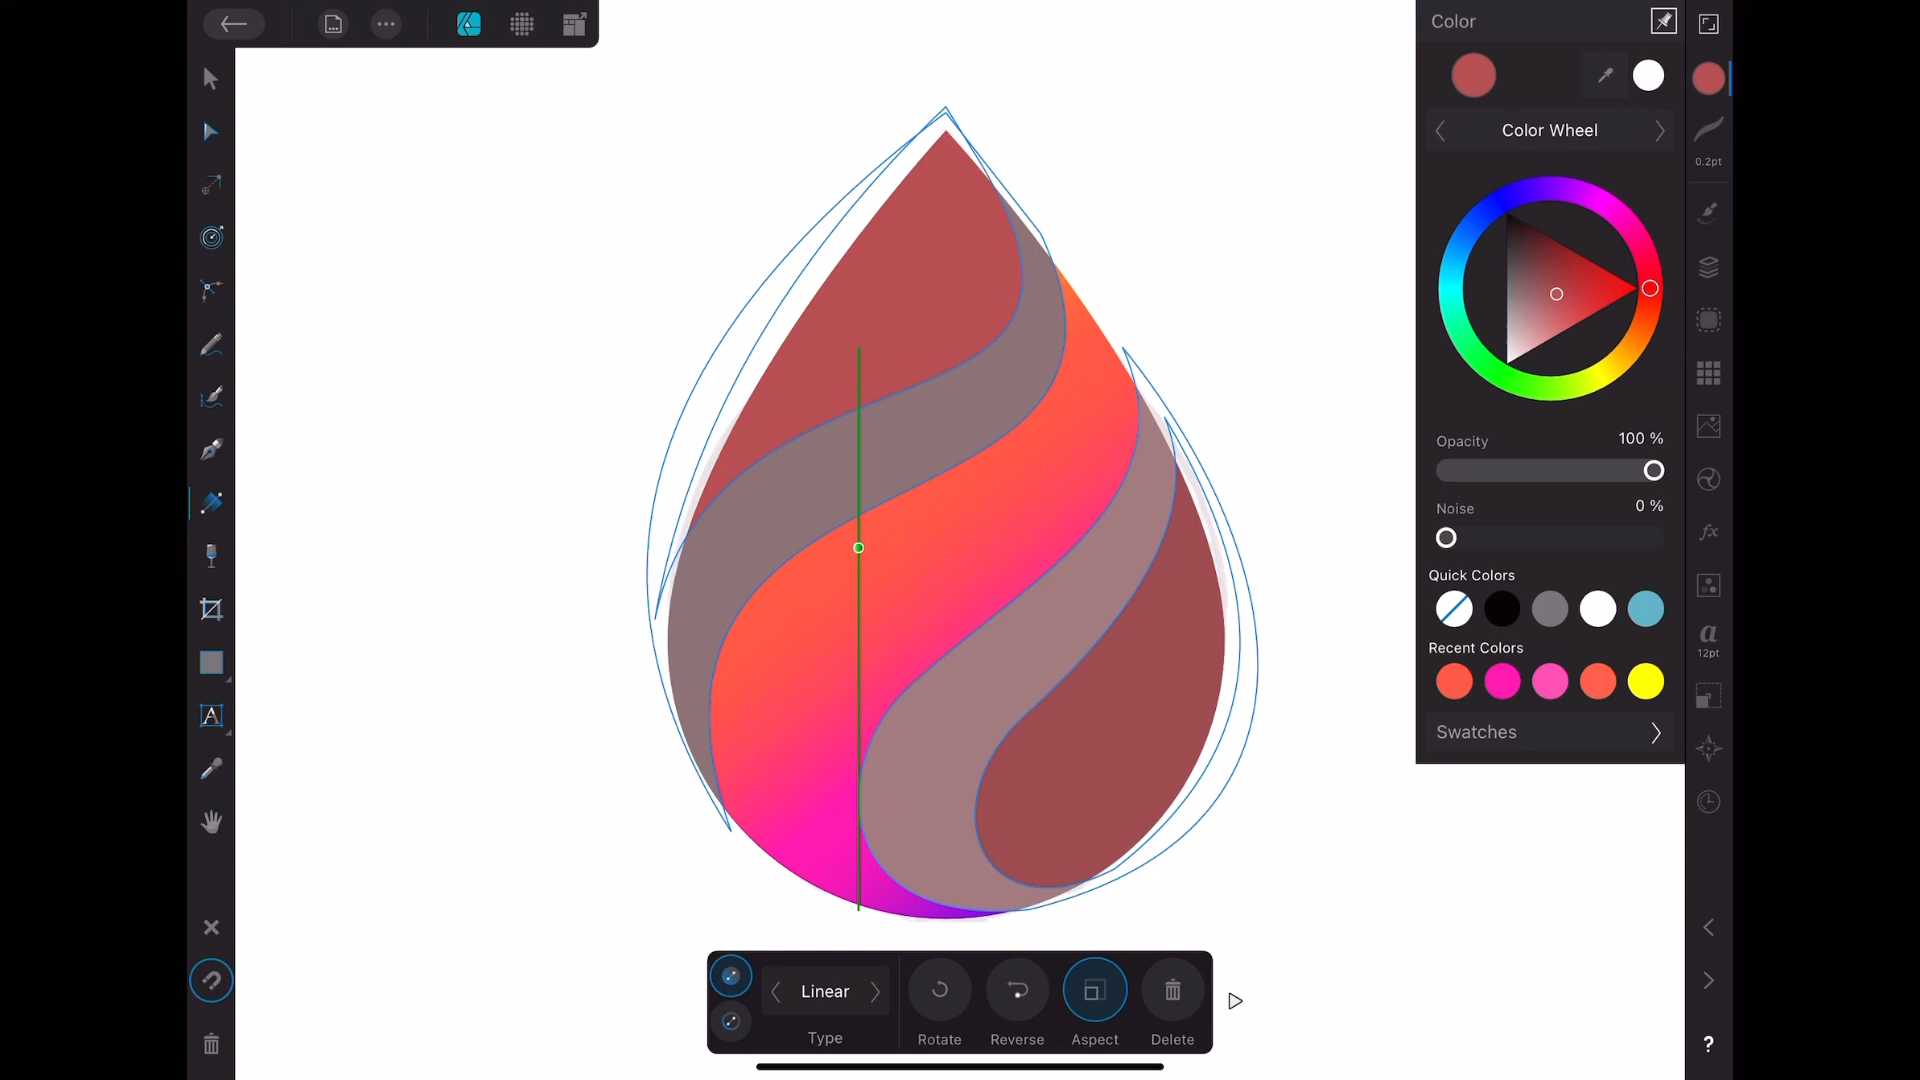 Color
Color Wheel
0.2pt
Opacity
100 %
Noise
0 %
Quick Colors
Recent Colors
a
12pt
Swatches
fx
A
Linear
Type
Rotate
Reverse
Aspect
Delete
?